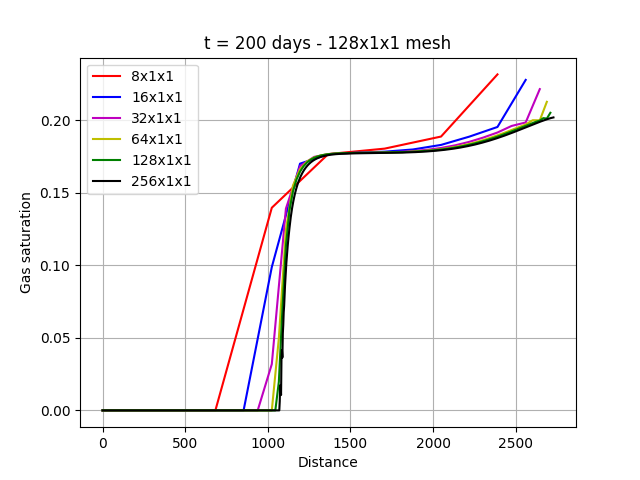 t = 200 days - 128x1x1 mesh
8x1x1
16x1x1
32x1x1
64x1x1
128x1x1
256x1x1
Gas saturation
0.20
0.15
0.10
0.05
0.00
0 500 1000 1500 2000 2500
Distance